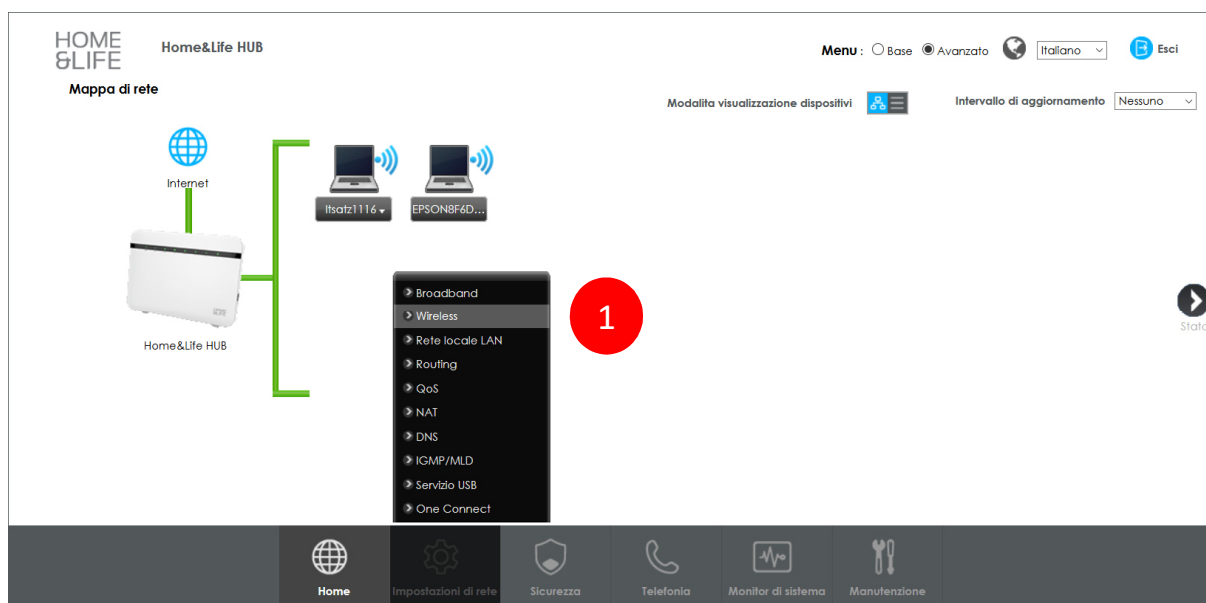 HOME
&LIFE
Home&Life HUB
Menu : Base Avanzato Italiano Esci
Mappa di rete
Modalita visualizzazione dispositivi
Intervallo di aggiornamento Nessuno
Internet
Itsatz1116
EPSON8F6D...
Home&Life HUB
Broadband
Wireless
Rete locale LAN
Routing
QoS
NAT
DNS
IGMP/MLD
Servizio USB
One Connect
1
Stato
Home
Impostazioni di rete
Sicurezza
Telefonia
Monitor di sistema
Manutenzione